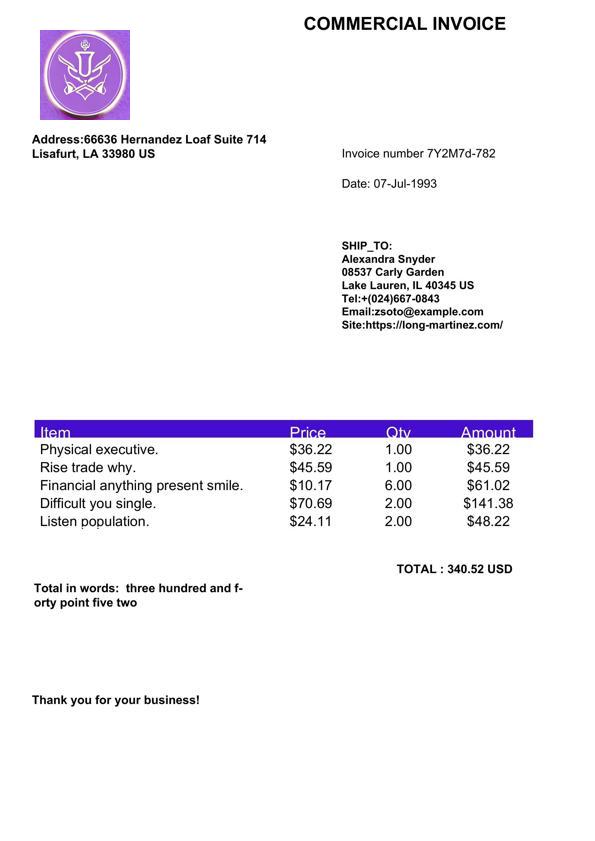 COMMERCIAL INVOICE
Address:66636 Hernandez Loaf Suite 714
Lisafurt, LA 33980 US
Invoice number 7Y2M7d-782
Date: 07-Jul-1993
SHIP_TO:
Alexandra Snyder
08537 Carly Garden
Lake Lauren, IL 40345 US
Tel:+(024)667-0843
Email:zsoto@example.com
Site:https://long-martinez.com/
Item Price Qty Amount
Physical executive. $36.22 1.00 $36.22
Rise trade why. $45.59 1.00 $45.59
Financial anything present smile. $10.17 6.00 $61.02
Difficult you single. $70.69 2.00 $141.38
Listen population. $24.11 2.00 $48.22
TOTAL : 340.52 USD
Total in words:  three hundred and f-
orty point five two
Thank you for your business!